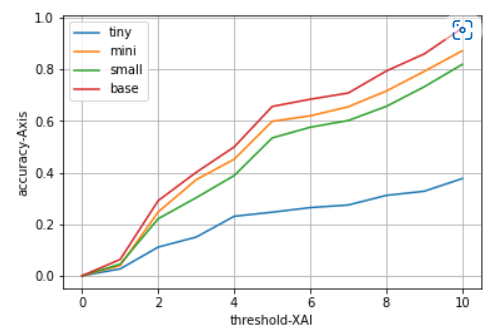 1.0
0.8
0.6
0.4
0.2
0.0
accuracy-Axis
tiny
mini
small
base
0 2 4 6 8 10
threshold-XAI